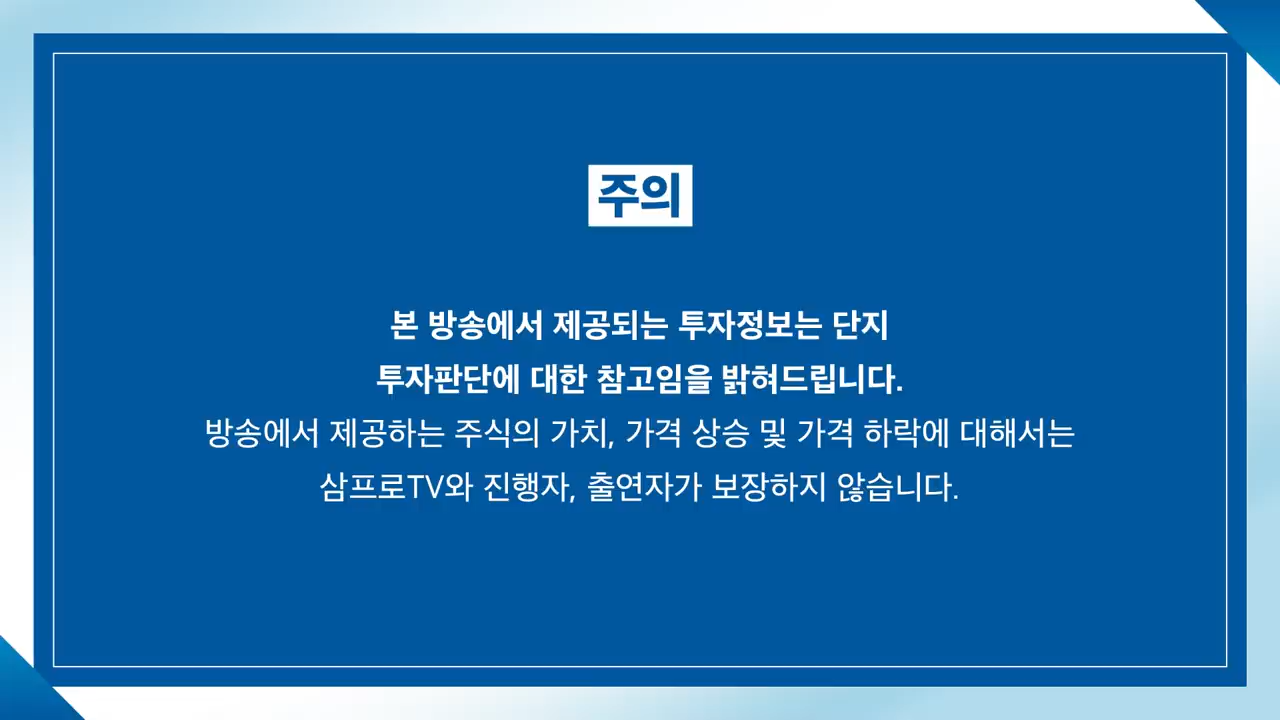 주의
본 방송에서 제공되는 투자정보는 단지
투자판단에 대한 참고임을 밝혀드립니다.
방송에서 제공하는 주식의 가치, 가격 상승 및 가격 하락에 대해서는
삼프로TV와 진행자, 출연자가 보장하지 않습니다.